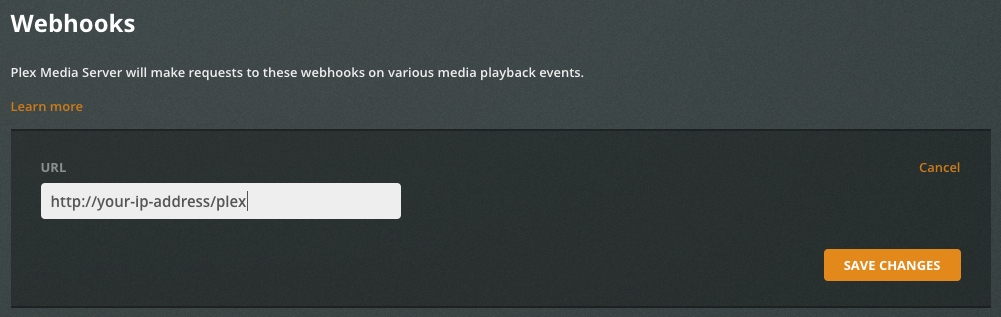 Webhooks
Plex Media Server will make requests to these webhooks on various media playback events.
Learn more
URL
Cancel
http://your-ip-address/plex
SAVE CHANGES